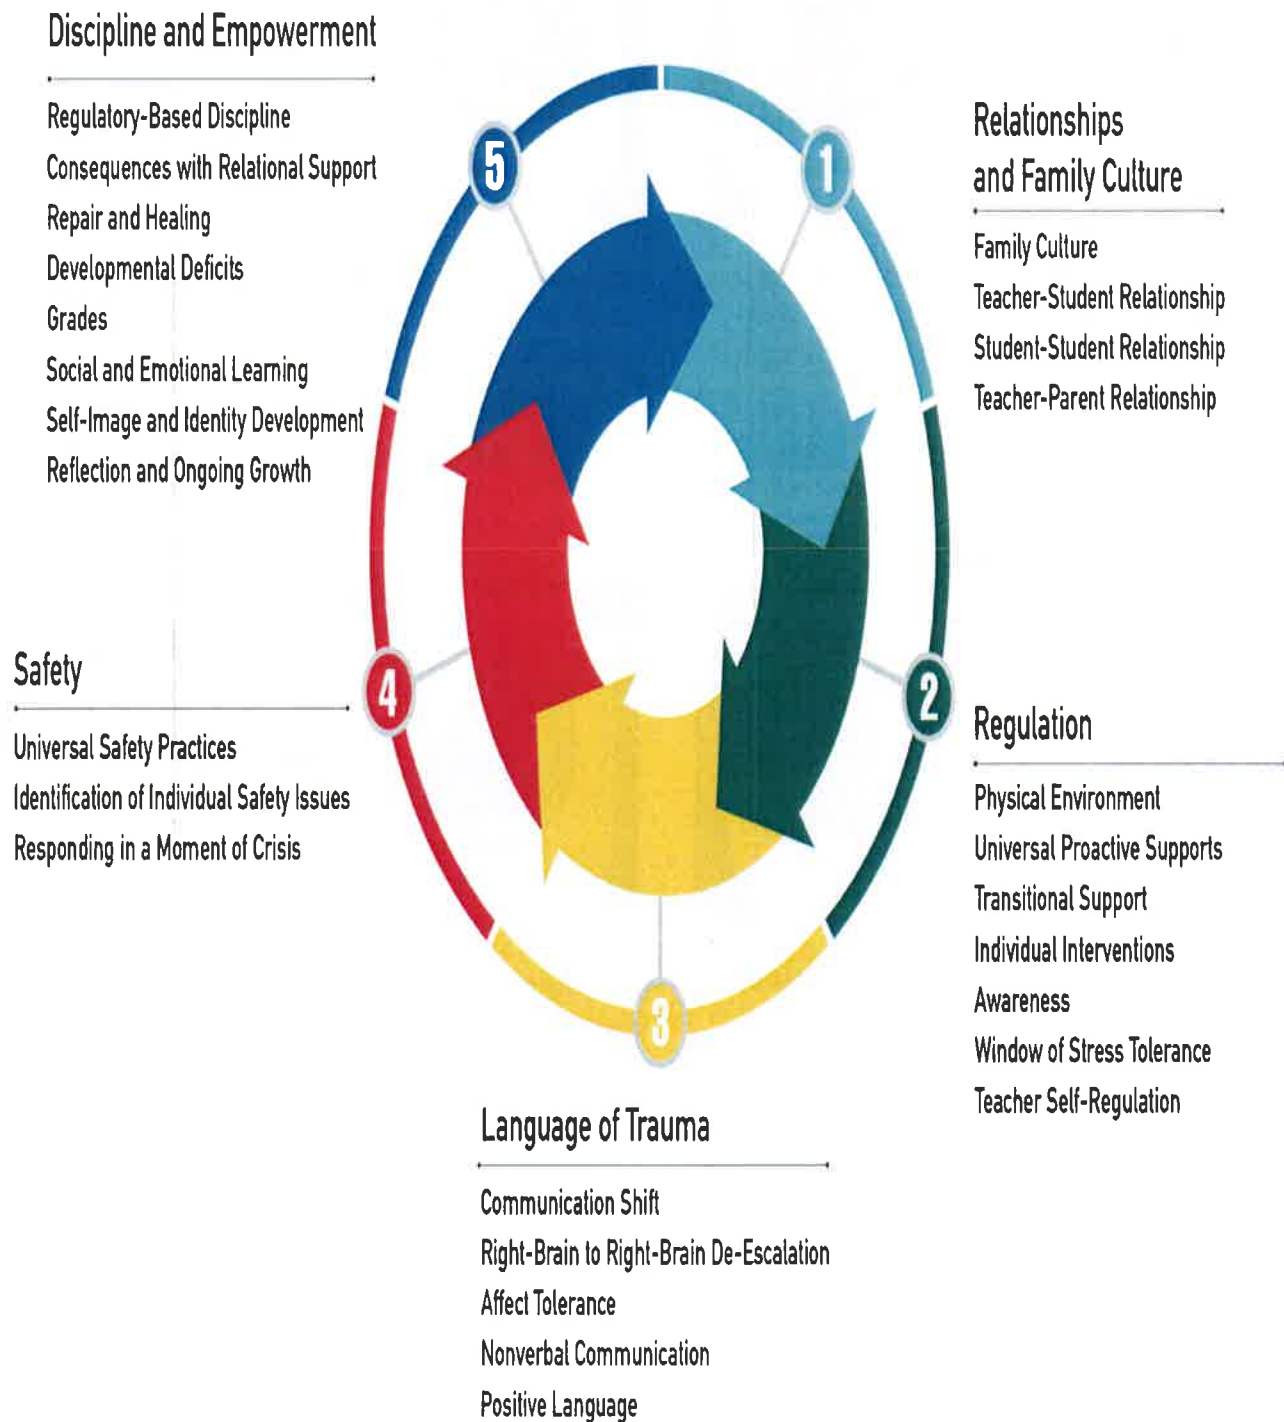 Discipline and Empowerment
Regulatory-Based Discipline
Consequences with Relational Support
Repair and Healing
Developmental Deficits
Grades
Social and Emotional Learning
Self-Image and Identity Development
Reflection and Ongoing Growth
5
1
Relationships
and Family Culture
Family Culture
Teacher-Student Relationship
Student-Student Relationship
Teacher-Parent Relationship
Safety
Universal Safety Practices
Identification of Individual Safety Issues
Responding in a Moment of Crisis
4
2
Regulation
Physical Environment
Universal Proactive Supports
Transitional Support
Individual Interventions
Awareness
Window of Stress Tolerance
Teacher Self-Regulation
3
Language of Trauma
Communication Shift
Right-Brain to Right-Brain De-Escalation
Affect Tolerance
Nonverbal Communication
Positive Language